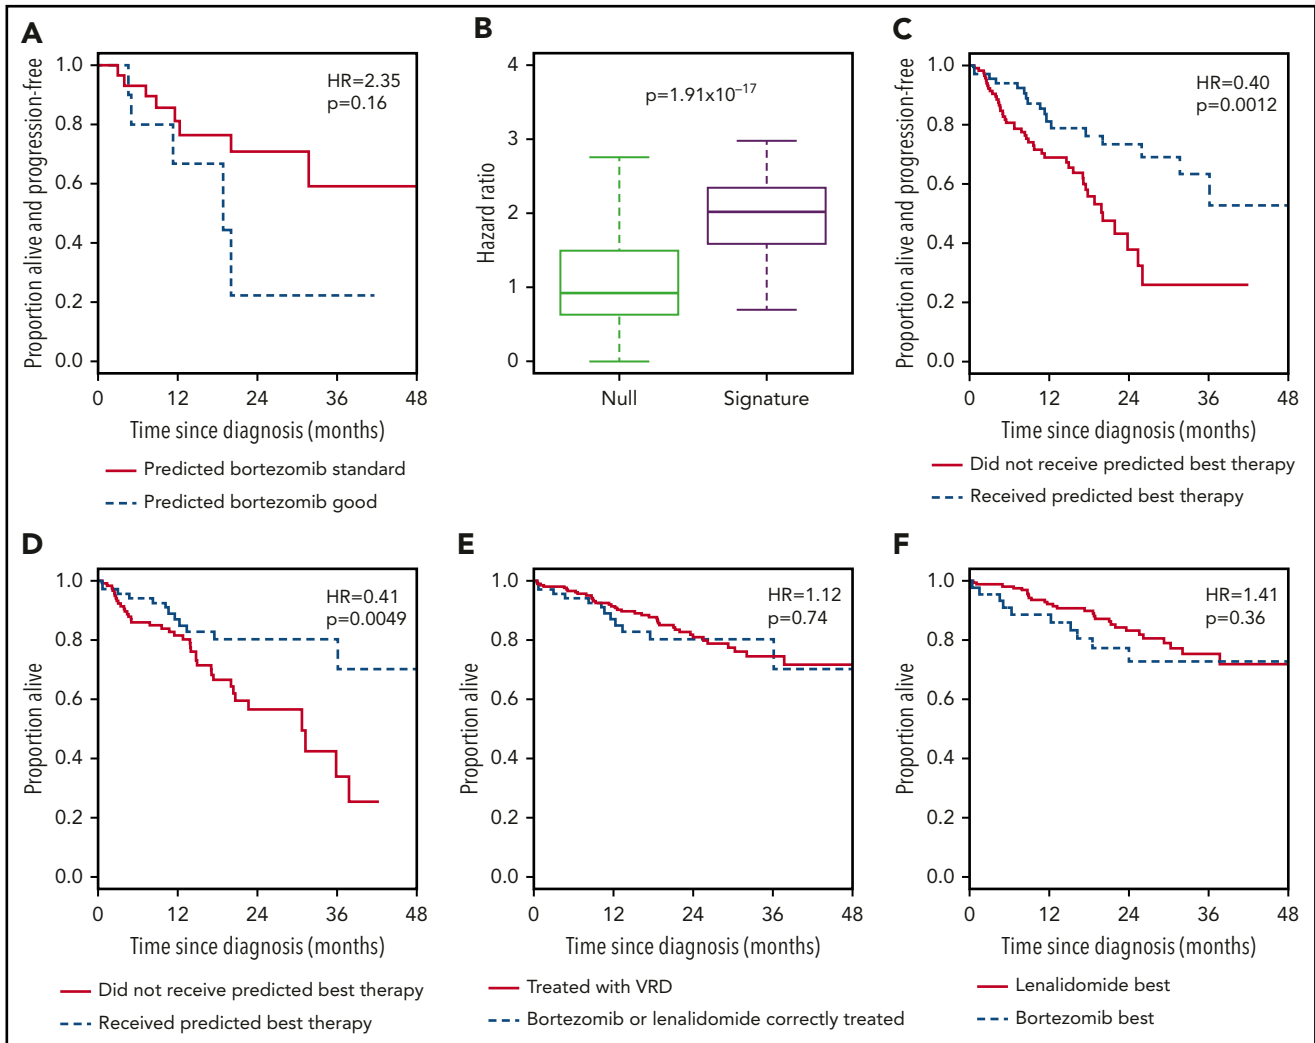 A
Proportion alive and progression-free
1.0
0.8
0.6
0.4
0.2
0.0
HR=2.35
p=0.16
0 12 24 36 48
Time since diagnosis (months)
Predicted bortezomib standard
Predicted bortezomib good
B
Hazard ratio
4
3
2
1
0
p=1.91x10⁻¹⁷
Null Signature
C
Proportion alive and progression-free
1.0
0.8
0.6
0.4
0.2
0.0
HR=0.40
p=0.0012
0 12 24 36 48
Time since diagnosis (months)
Did not receive predicted best therapy
Received predicted best therapy
D
Proportion alive
1.0
0.8
0.6
0.4
0.2
0.0
HR=0.41
p=0.0049
0 12 24 36 48
Time since diagnosis (months)
Did not receive predicted best therapy
Received predicted best therapy
E
Proportion alive
1.0
0.8
0.6
0.4
0.2
0.0
HR=1.12
p=0.74
0 12 24 36 48
Time since diagnosis (months)
Treated with VRD
Bortezomib or lenalidomide correctly treated
F
Proportion alive
1.0
0.8
0.6
0.4
0.2
0.0
HR=1.41
p=0.36
0 12 24 36 48
Time since diagnosis (months)
Lenalidomide best
Bortezomib best